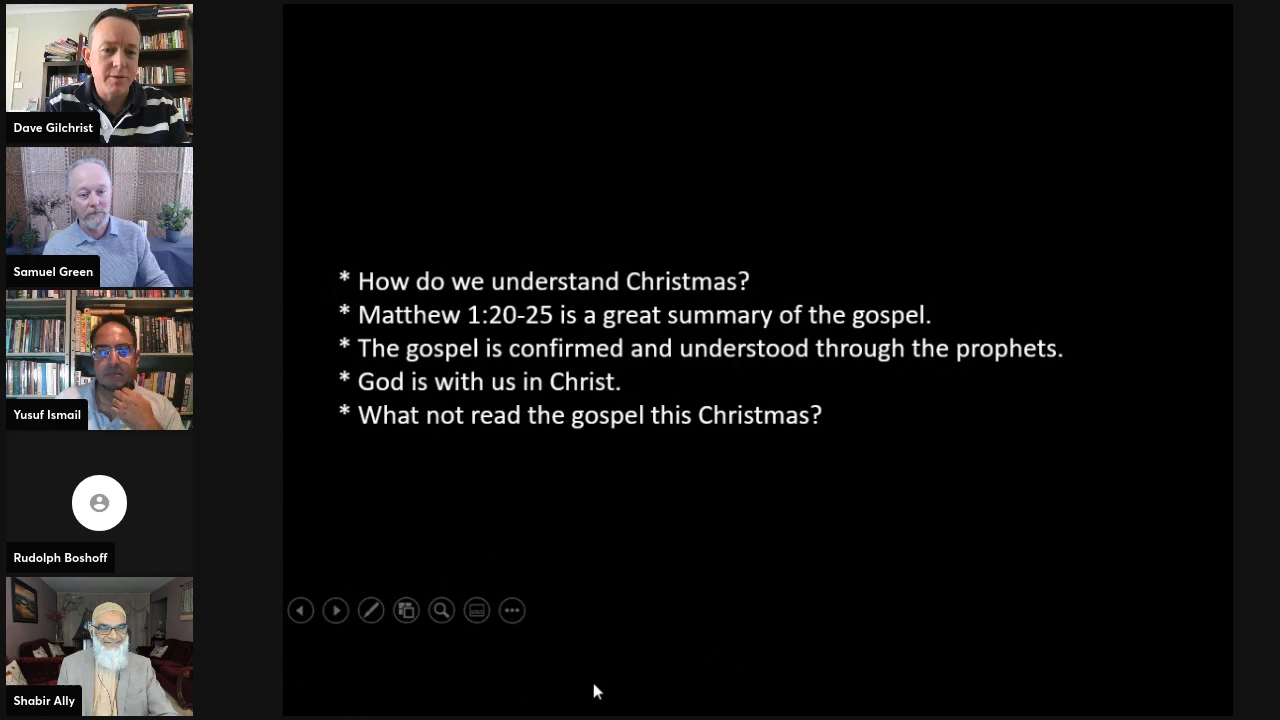 Dave Gilchrist
Samuel Green
Yusuf Ismail
Rudolph Boshoff
Shabir Ally
* How do we understand Christmas?
* Matthew 1:20-25 is a great summary of the gospel.
* The gospel is confirmed and understood through the prophets.
* God is with us in Christ.
* What not read the gospel this Christmas?